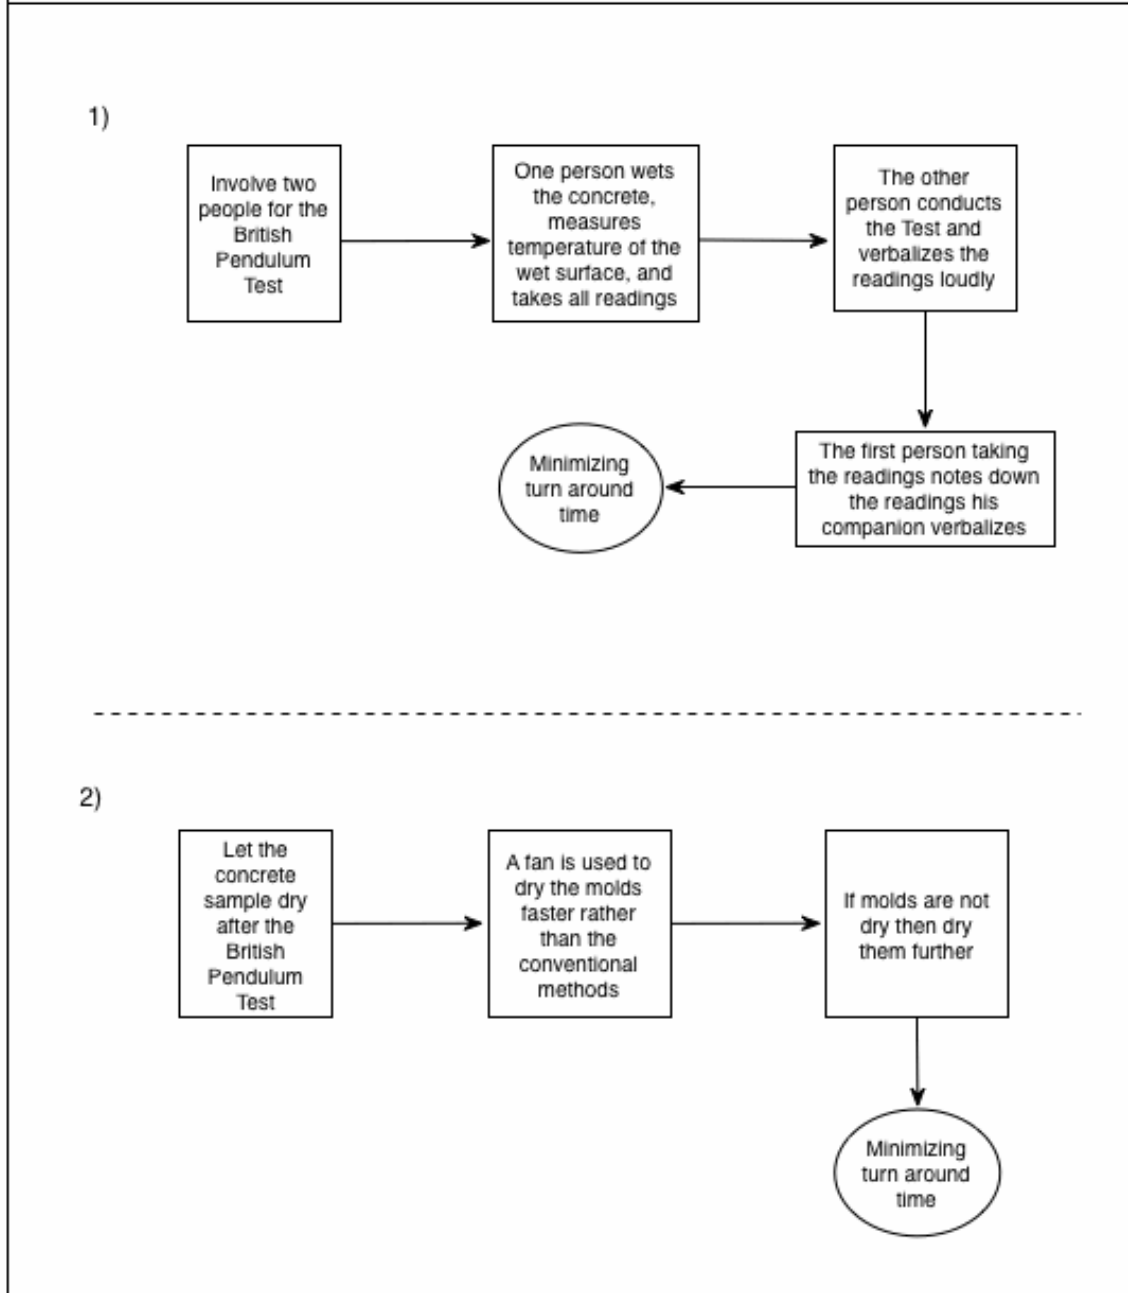 1)
Involve two
people for the
British
Pendulum
Test
One person wets
the concrete,
measures
temperature of the
wet surface, and
takes all readings
The other
person conducts
the Test and
verbalizes the
readings loudly
The first person taking
the readings notes down
the readings his
companion verbalizes
Minimizing
turn around
time
2)
Let the
concrete
sample dry
after the
British
Pendulum
Test
A fan is used to
dry the molds
faster rather
than the
conventional
methods
If molds are not
dry then dry
them further
Minimizing
turn around
time